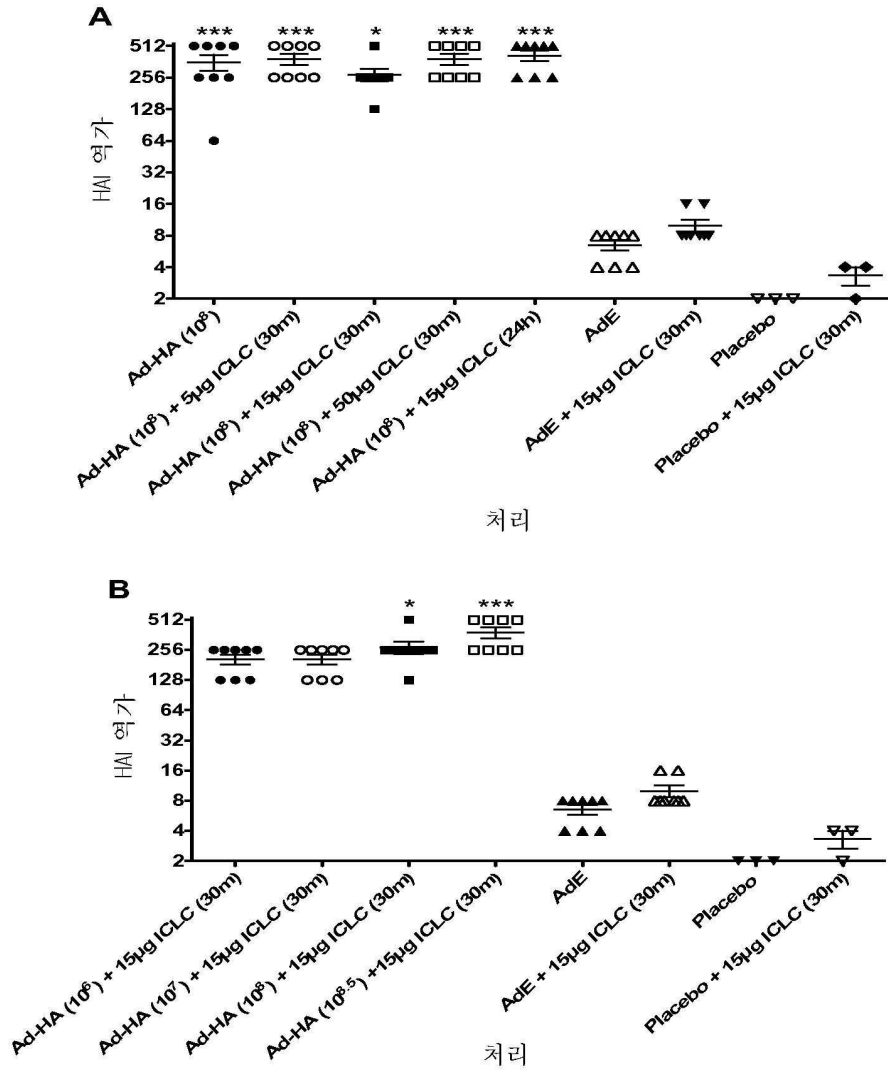 A
*** *** * *** ***
512
256
128
64
32
16
8
4
2
HAI 역가
Ad-HA (10⁸)
Ad-HA (10⁸) + 5µg ICLC (30m)
Ad-HA (10⁸) + 15µg ICLC (30m)
Ad-HA (10⁸) + 50µg ICLC (30m)
Ad-HA (10⁸) + 15µg ICLC (24h)
AdE
AdE + 15µg ICLC (30m)
Placebo
Placebo + 15µg ICLC (30m)
처리
B
* ***
512
256
128
64
32
16
8
4
2
HAI 역가
Ad-HA (10⁶) + 15µg ICLC (30m)
Ad-HA (10⁷) + 15µg ICLC (30m)
Ad-HA (10⁸) + 15µg ICLC (30m)
Ad-HA (10⁸·⁵) +15µg ICLC (30m)
AdE
AdE + 15µg ICLC (30m)
Placebo
Placebo + 15µg ICLC (30m)
처리